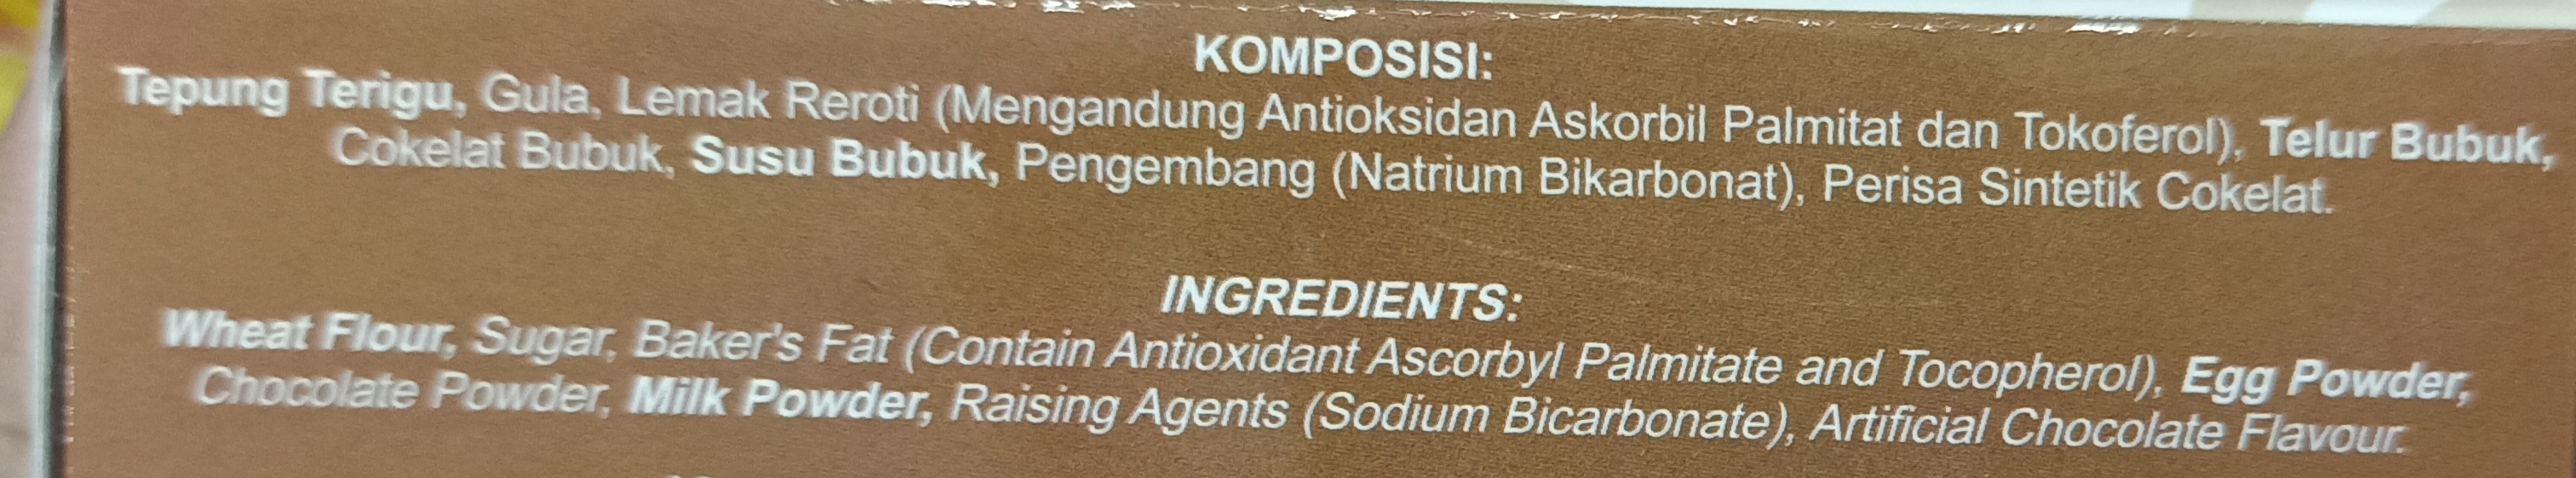 KOMPOSISI:
Tepung Terigu, Gula, Lemak Reroti (Mengandung Antioksidan Askorbil Palmitat dan Tokoferol), Telur Bubuk,
Cokelat Bubuk, Susu Bubuk, Pengembang (Natrium Bikarbonat), Perisa Sintetik Cokelat.
INGREDIENTS:
Wheat Flour, Sugar, Baker's Fat (Contain Antioxidant Ascorbyl Palmitate and Tocopherol), Egg Powder,
Chocolate Powder, Milk Powder, Raising Agents (Sodium Bicarbonate), Artificial Chocolate Flavour.